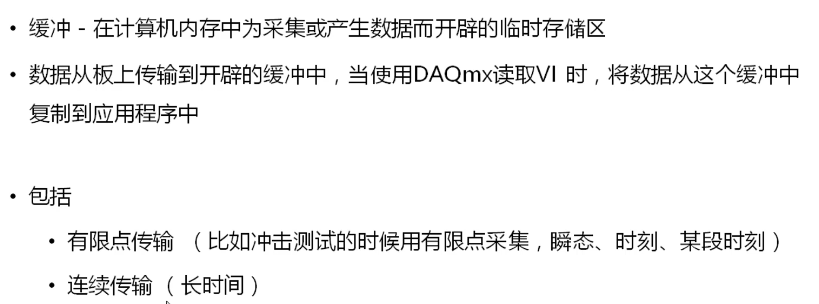 • 缓冲 - 在计算机内存中为采集或产生数据而开辟的临时存储区
• 数据从板上传输到开辟的缓冲中，当使用DAQmx读取VI 时，将数据从这个缓冲中
复制到应用程序中
• 包括
• 有限点传输 （比如冲击测试的时候用有限点采集，瞬态、时刻、某段时刻）
• 连续传输（长时间）